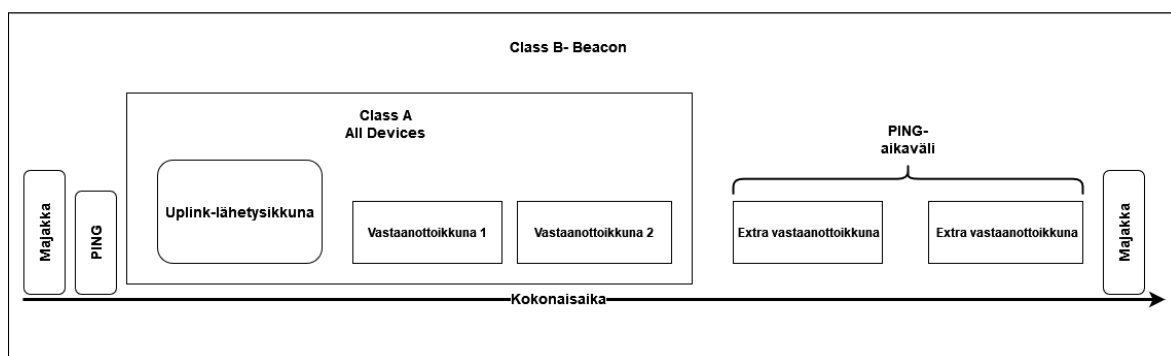 Class B- Beacon
Class A
All Devices
PING-
aikaväli
Majakka
PING
Uplink-lähetysikkuna
Vastaanottoikkuna 1
Vastaanottoikkuna 2
Extra vastaanottoikkuna
Extra vastaanottoikkuna
Majakka
Kokonaisaika